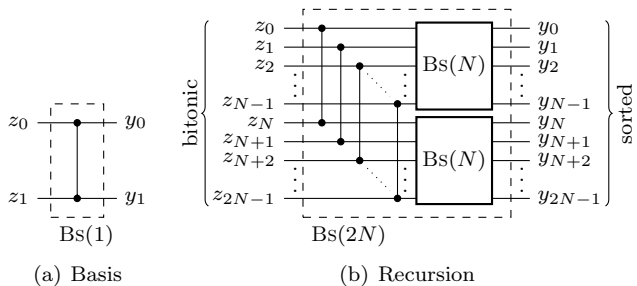 z0 y0
z1 y1
Bs(1)
(a) Basis
bitonic
z0 y0
z1 Bs(N) y1
z2 y2
zN−1 yN−1
zN yN
zN+1 Bs(N) yN+1
zN+2 yN+2
z2N−1 y2N−1
sorted
Bs(2N)
(b) Recursion